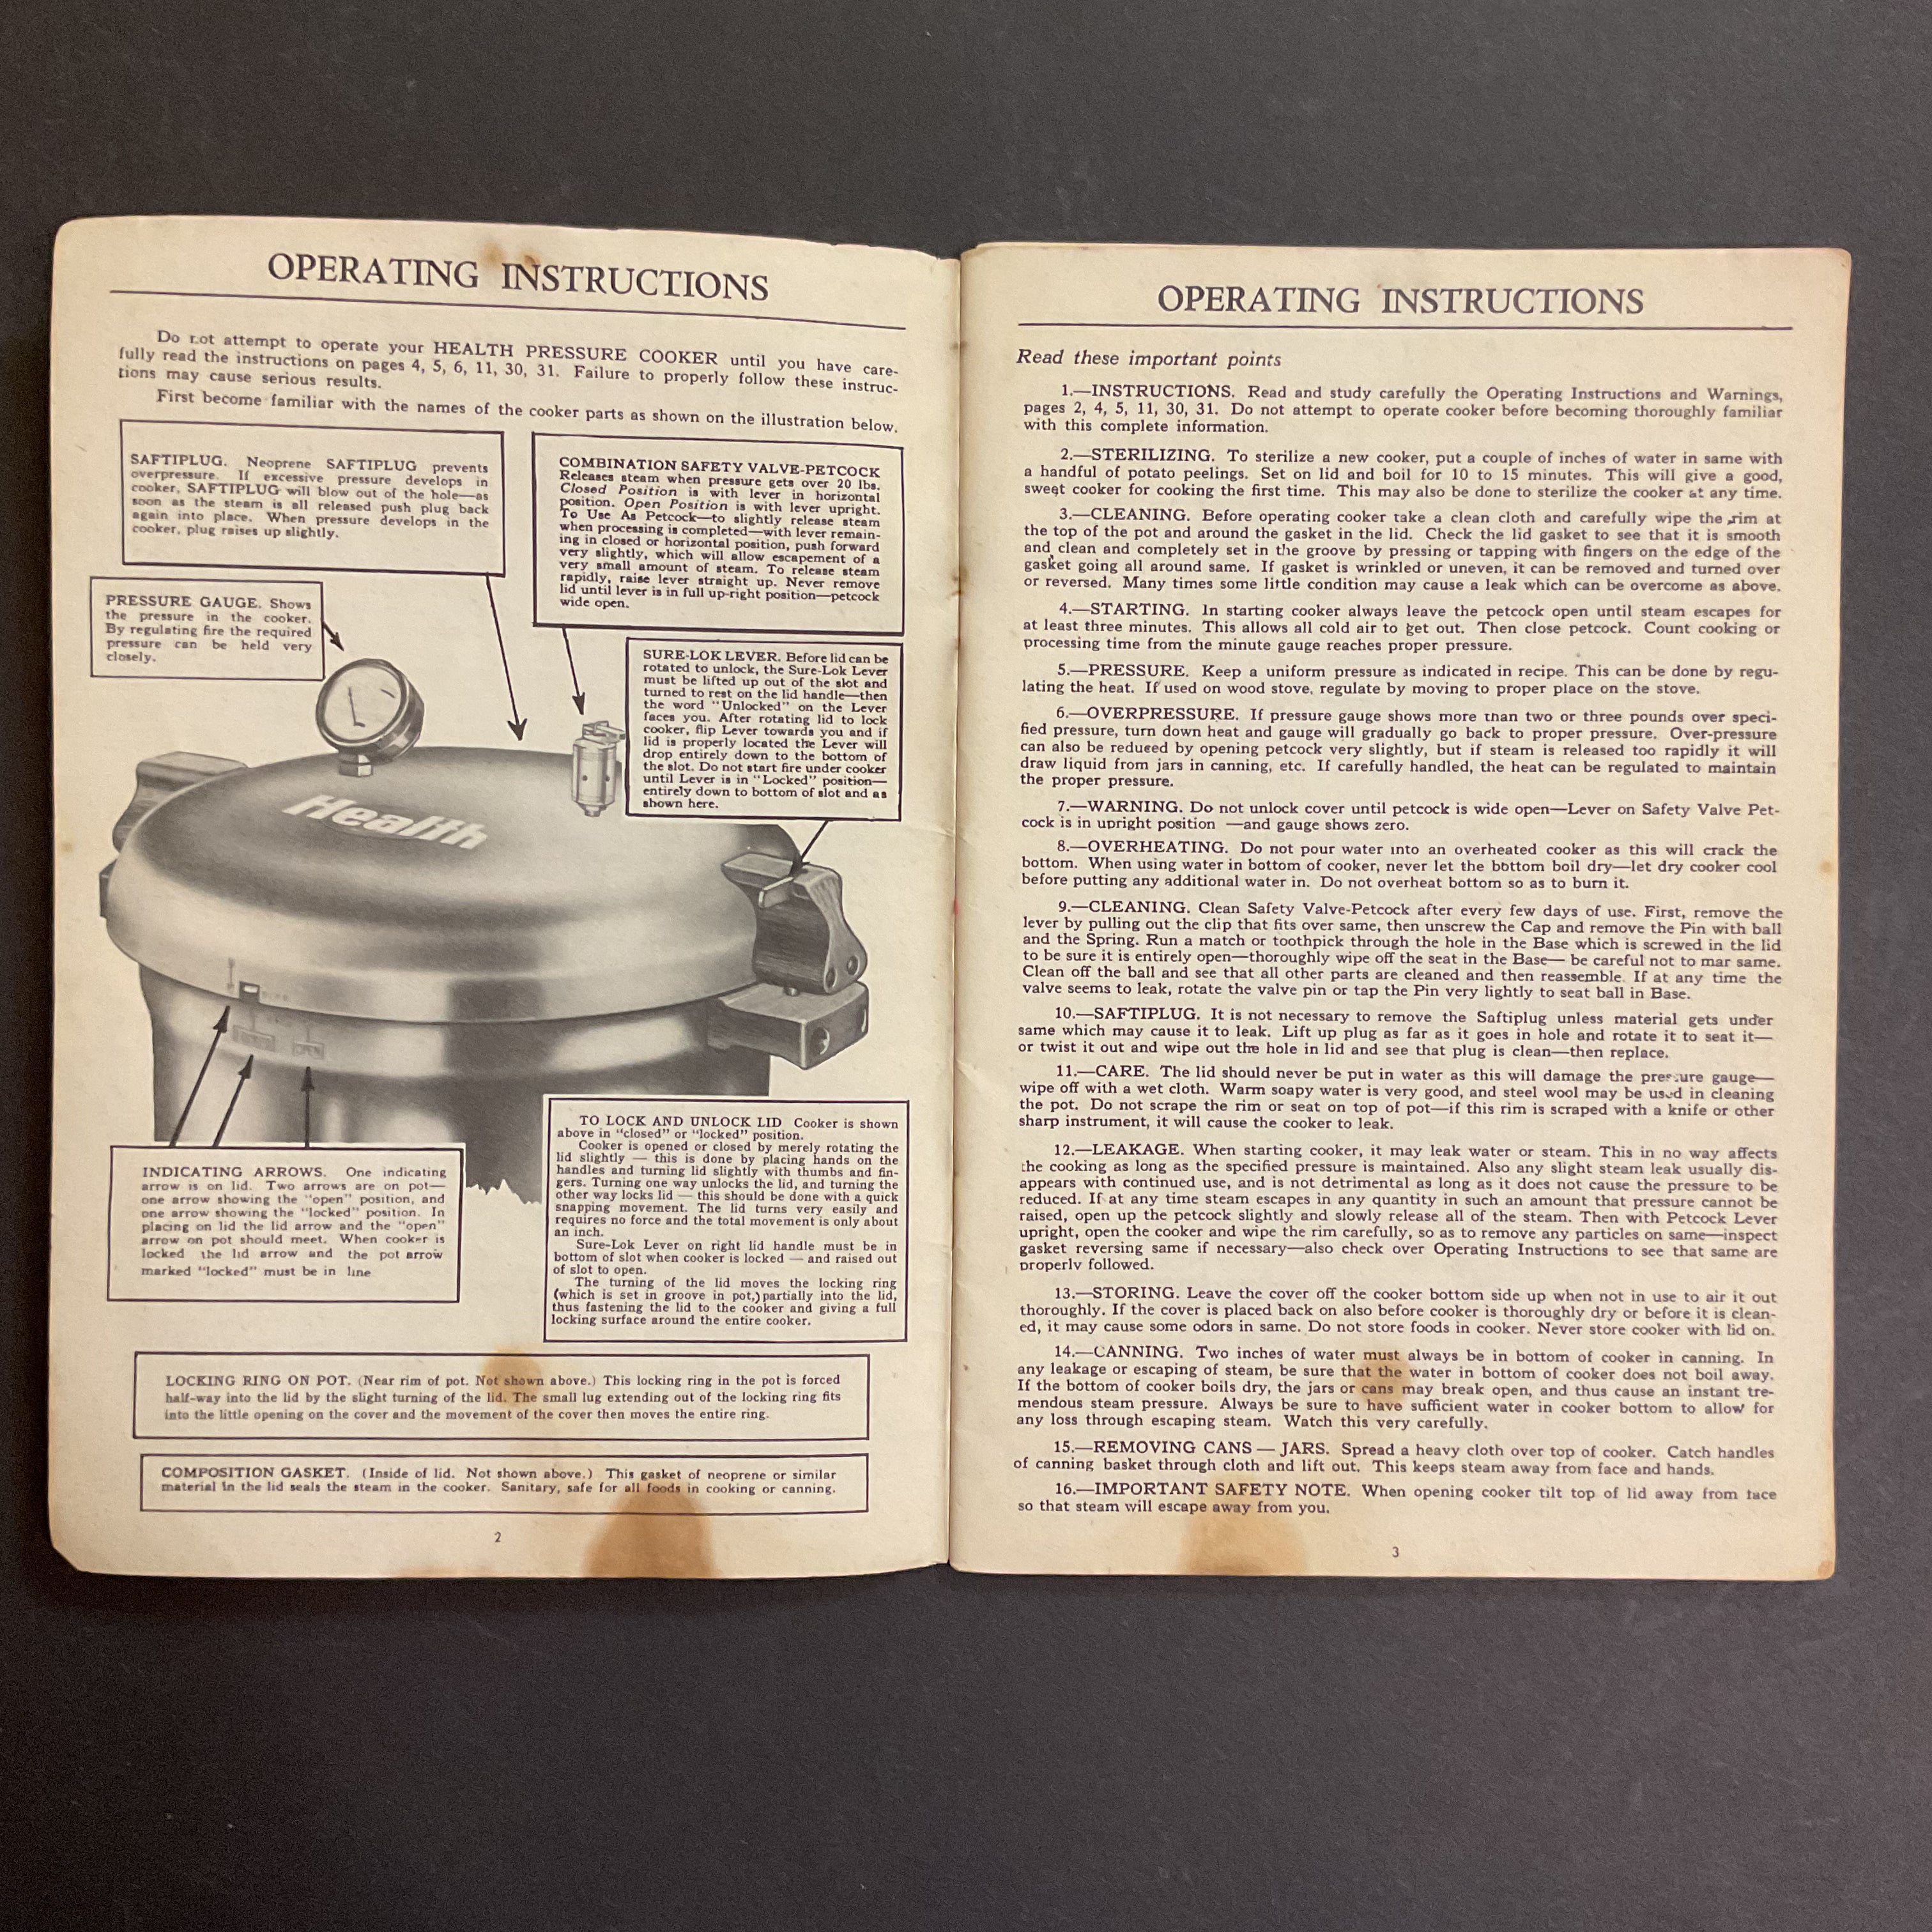 OPERATING INSTRUCTIONS
Do not attempt to operate your HEALTH PRESSURE COOKER until you have care-
fully read the instructions on pages 4, 5, 6, 11, 30, 31. Failure to properly follow these instruc-
tions may cause serious results.
First become familiar with the names of the cooker parts as shown on the illustration below.
SAFTIPLUG. Neoprene SAFTIPLUG prevents
overpressure. If excessive pressure develops in
cooker, SAFTIPLUG will blow out of the hole—as
soon as the steam is all released push plug back
again into place. When pressure develops in the
cooker, plug raises up slightly.
COMBINATION SAFETY VALVE-PETCOCK
Releases steam when pressure gets over 20 lbs.
Closed Position is with lever in horizontal
position. Open Position is with lever upright.
To Use As Petcock—to slightly release steam
when processing is completed—with lever remain-
ing in closed or horizontal position, push forward
very slightly, which will allow escapement of a
very small amount of steam. To release steam
rapidly, raise lever straight up. Never remove
lid until lever is in full up-right position—petcock
wide open.
PRESSURE GAUGE. Shows
the pressure in the cooker.
By regulating fire the required
pressure can be held very
closely.
SURE-LOK LEVER. Before lid can be
rotated to unlock, the Sure-Lok Lever
must be lifted up out of the slot and
turned to rest on the lid handle—then
the word "Unlocked" on the Lever
faces you. After rotating lid to lock
cooker, flip Lever towards you and if
lid is properly located the Lever will
drop entirely down to the bottom of
the slot. Do not start fire under cooker
until Lever is in "Locked" position—
entirely down to bottom of slot and as
shown here.
Health
INDICATING ARROWS. One indicating
arrow is on lid. Two arrows are on pot—
one arrow showing the "open" position, and
one arrow showing the "locked" position. In
placing on lid the lid arrow and the "open"
arrow on pot should meet. When cooker is
locked the lid arrow and the pot arrow
marked "locked" must be in line
TO LOCK AND UNLOCK LID Cooker is shown
above in "closed" or "locked" position.
Cooker is opened or closed by merely rotating the
lid slightly — this is done by placing hands on the
handles and turning lid slightly with thumbs and fin-
gers. Turning one way unlocks the lid, and turning the
other way locks lid — this should be done with a quick
snapping movement. The lid turns very easily and
requires no force and the total movement is only about
an inch.
Sure-Lok Lever on right lid handle must be in
bottom of slot when cooker is locked — and raised out
of slot to open.
The turning of the lid moves the locking ring
(which is set in groove in pot,) partially into the lid,
thus fastening the lid to the cooker and giving a full
locking surface around the entire cooker.
LOCKING RING ON POT. (Near rim of pot. Not shown above.) This locking ring in the pot is forced
half-way into the lid by the slight turning of the lid. The small lug extending out of the locking ring fits
into the little opening on the cover and the movement of the cover then moves the entire ring.
COMPOSITION GASKET. (Inside of lid. Not shown above.) This gasket of neoprene or similar
material in the lid seals the steam in the cooker. Sanitary, safe for all foods in cooking or canning.
2
OPERATING INSTRUCTIONS
Read these important points
1.—INSTRUCTIONS. Read and study carefully the Operating Instructions and Warnings,
pages 2, 4, 5, 11, 30, 31. Do not attempt to operate cooker before becoming thoroughly familiar
with this complete information.
2.—STERILIZING. To sterilize a new cooker, put a couple of inches of water in same with
a handful of potato peelings. Set on lid and boil for 10 to 15 minutes. This will give a good,
sweet cooker for cooking the first time. This may also be done to sterilize the cooker at any time.
3.—CLEANING. Before operating cooker take a clean cloth and carefully wipe the rim at
the top of the pot and around the gasket in the lid. Check the lid gasket to see that it is smooth
and clean and completely set in the groove by pressing or tapping with fingers on the edge of the
gasket going all around same. If gasket is wrinkled or uneven, it can be removed and turned over
or reversed. Many times some little condition may cause a leak which can be overcome as above.
4.—STARTING. In starting cooker always leave the petcock open until steam escapes for
at least three minutes. This allows all cold air to get out. Then close petcock. Count cooking or
processing time from the minute gauge reaches proper pressure.
5.—PRESSURE. Keep a uniform pressure as indicated in recipe. This can be done by regu-
lating the heat. If used on wood stove, regulate by moving to proper place on the stove.
6.—OVERPRESSURE. If pressure gauge shows more than two or three pounds over speci-
fied pressure, turn down heat and gauge will gradually go back to proper pressure. Over-pressure
can also be reduced by opening petcock very slightly, but if steam is released too rapidly it will
draw liquid from jars in canning, etc. If carefully handled, the heat can be regulated to maintain
the proper pressure.
7.—WARNING. Do not unlock cover until petcock is wide open—Lever on Safety Valve Pet-
cock is in upright position —and gauge shows zero.
8.—OVERHEATING. Do not pour water into an overheated cooker as this will crack the
bottom. When using water in bottom of cooker, never let the bottom boil dry—let dry cooker cool
before putting any additional water in. Do not overheat bottom so as to burn it.
9.—CLEANING. Clean Safety Valve-Petcock after every few days of use. First, remove the
lever by pulling out the clip that fits over same, then unscrew the Cap and remove the Pin with ball
and the Spring. Run a match or toothpick through the hole in the Base which is screwed in the lid
to be sure it is entirely open—thoroughly wipe off the seat in the Base— be careful not to mar same.
Clean off the ball and see that all other parts are cleaned and then reassemble. If at any time the
valve seems to leak, rotate the valve pin or tap the Pin very lightly to seat ball in Base.
10.—SAFTIPLUG. It is not necessary to remove the Saftiplug unless material gets under
same which may cause it to leak. Lift up plug as far as it goes in hole and rotate it to seat it—
or twist it out and wipe out the hole in lid and see that plug is clean—then replace.
11.—CARE. The lid should never be put in water as this will damage the pressure gauge—
wipe off with a wet cloth. Warm soapy water is very good, and steel wool may be used in cleaning
the pot. Do not scrape the rim or seat on top of pot—if this rim is scraped with a knife or other
sharp instrument, it will cause the cooker to leak.
12.—LEAKAGE. When starting cooker, it may leak water or steam. This in no way affects
the cooking as long as the specified pressure is maintained. Also any slight steam leak usually dis-
appears with continued use, and is not detrimental as long as it does not cause the pressure to be
reduced. If at any time steam escapes in any quantity in such an amount that pressure cannot be
raised, open up the petcock slightly and slowly release all of the steam. Then with Petcock Lever
upright, open the cooker and wipe the rim carefully, so as to remove any particles on same—inspect
gasket reversing same if necessary—also check over Operating Instructions to see that same are
properly followed.
13.—STORING. Leave the cover off the cooker bottom side up when not in use to air it out
thoroughly. If the cover is placed back on also before cooker is thoroughly dry or before it is clean-
ed, it may cause some odors in same. Do not store foods in cooker. Never store cooker with lid on.
14.—CANNING. Two inches of water must always be in bottom of cooker in canning. In
any leakage or escaping of steam, be sure that the water in bottom of cooker does not boil away.
If the bottom of cooker boils dry, the jars or cans may break open, and thus cause an instant tre-
mendous steam pressure. Always be sure to have sufficient water in cooker bottom to allow for
any loss through escaping steam. Watch this very carefully.
15.—REMOVING CANS — JARS. Spread a heavy cloth over top of cooker. Catch handles
of canning basket through cloth and lift out. This keeps steam away from face and hands.
16.—IMPORTANT SAFETY NOTE. When opening cooker tilt top of lid away from face
so that steam will escape away from you.
3